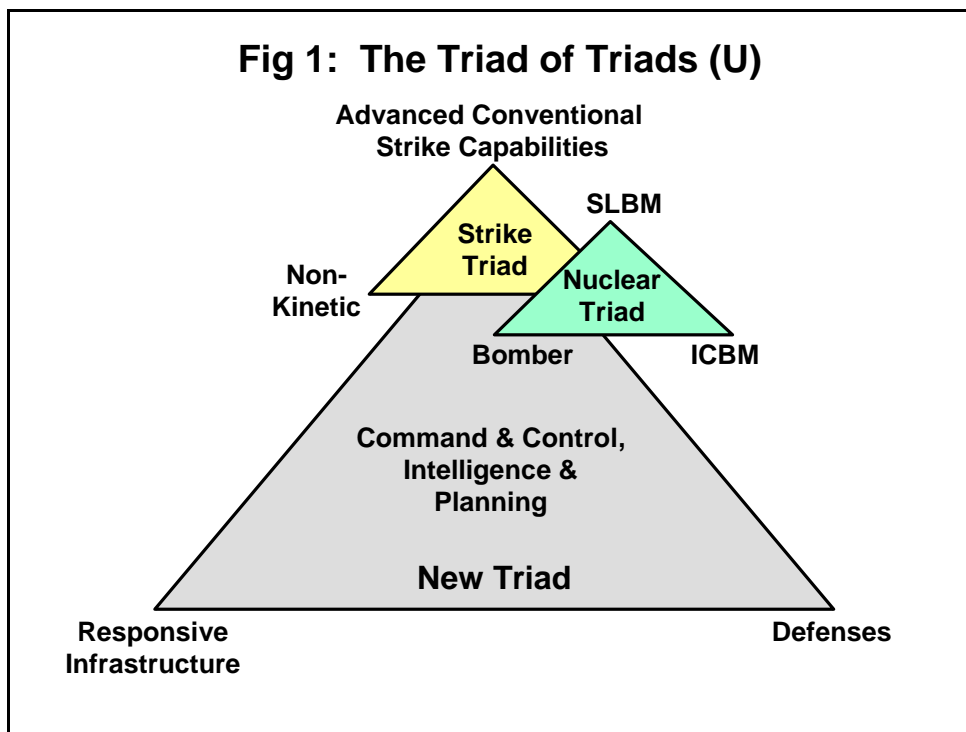 Fig 1: The Triad of Triads (U)
Advanced Conventional
Strike Capabilities
SLBM
Strike
Triad
Non-
Kinetic
Nuclear
Triad
Bomber
ICBM
Command & Control,
Intelligence &
Planning
New Triad
Responsive
Infrastructure
Defenses